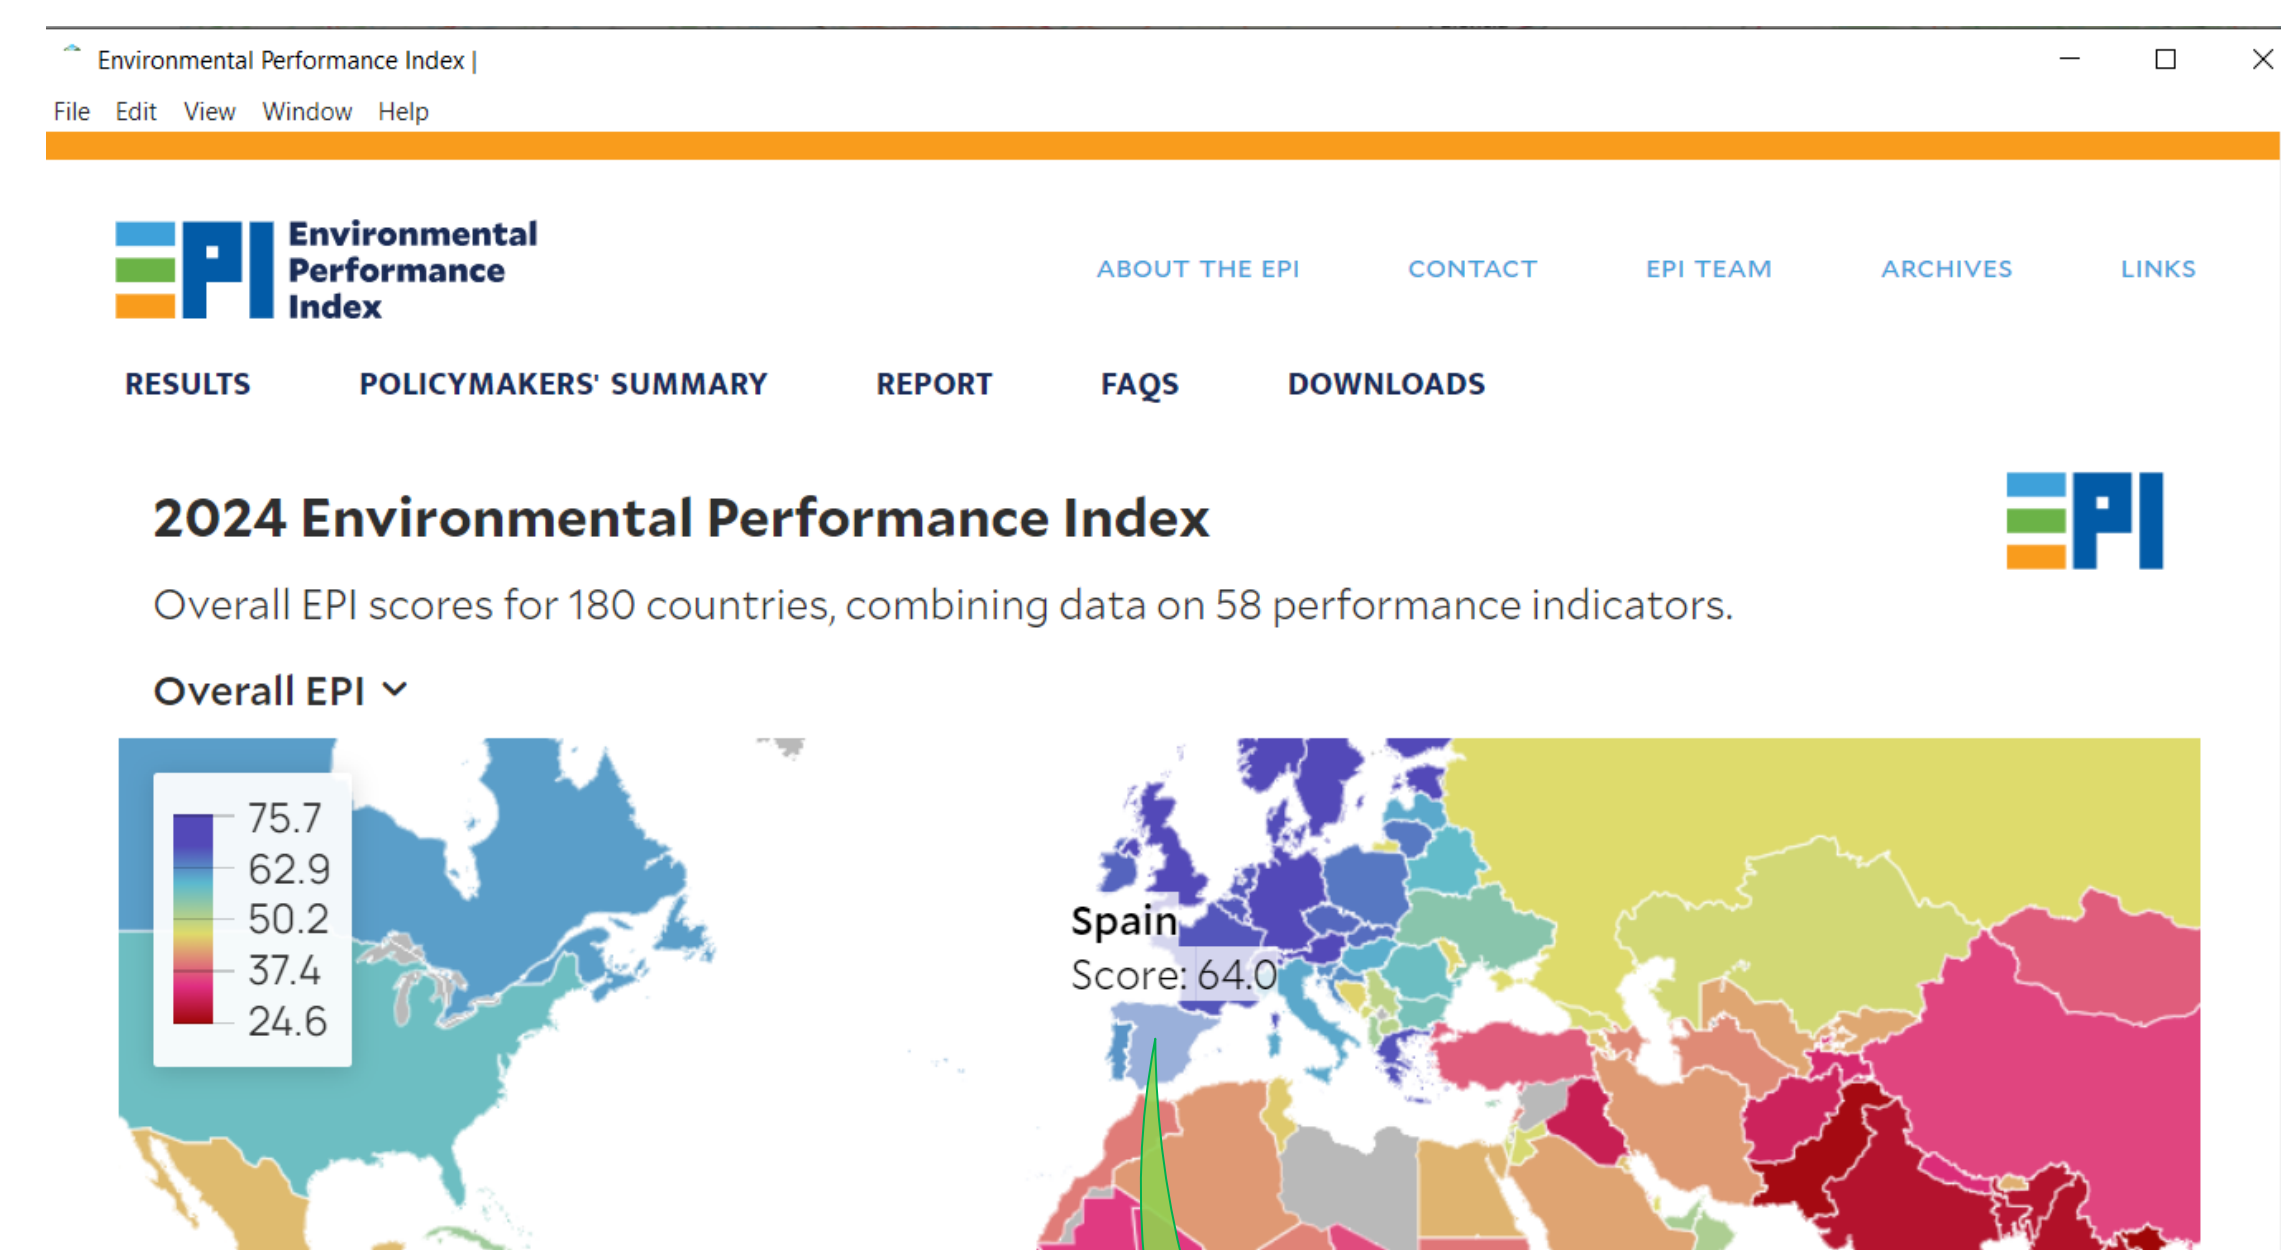 Environmental Performance Index |
File Edit View Window Help
EPI Environmental
Performance
Index
ABOUT THE EPI CONTACT EPI TEAM ARCHIVES LINKS
RESULTS POLICYMAKERS' SUMMARY REPORT FAQS DOWNLOADS
2024 Environmental Performance Index
EPI
Overall EPI scores for 180 countries, combining data on 58 performance indicators.
Overall EPI
75.7
62.9
50.2
37.4
24.6
Spain
Score: 64.0